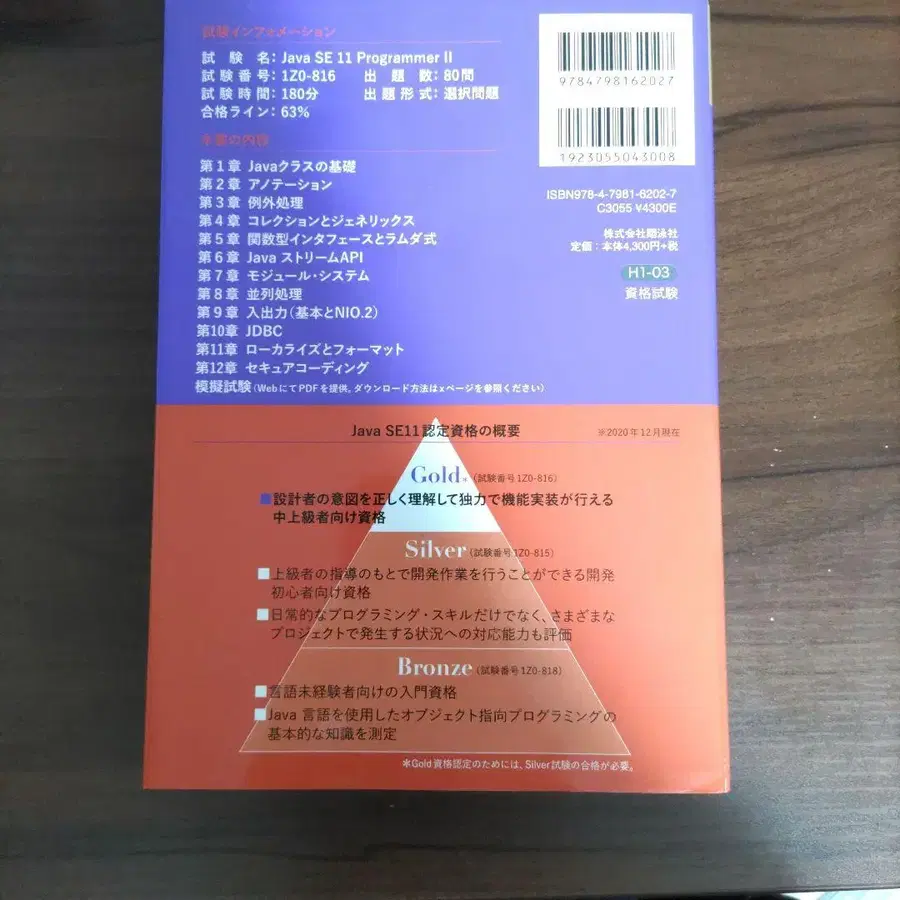 試験インフォメーション
試験名：Java SE 11 Programmer II
試験番号：1Z0-816　出題数：80問
試験時間：180分　出題形式：選択問題
合格ライン：63%
本書の内容
第1章 Javaクラスの基礎
第2章 アノテーション
第3章 例外処理
第4章 コレクションとジェネリックス
第5章 関数型インタフェースとラムダ式
第6章 Java ストリームAPI
第7章 モジュール・システム
第8章 並列処理
第9章 入出力（基本とNIO.2）
第10章 JDBC
第11章 ローカライズとフォーマット
第12章 セキュアコーディング
模擬試験（WebにてPDFを提供。ダウンロード方法はxページを参照ください）
9784798162027
1923055043008
ISBN978-4-7981-6202-7
C3055 ¥4300E
株式会社翔泳社
定価：本体4,300円+税
H1-03
資格試験
Java SE11認定資格の概要
※2020年12月現在
Gold*（試験番号1Z0-816）
■設計者の意図を正しく理解して独力で機能実装が行える
中上級者向け資格
Silver（試験番号1Z0-815）
■上級者の指導のもとで開発作業を行うことができる開発
初心者向け資格
■日常的なプログラミング・スキルだけでなく、さまざまな
プロジェクトで発生する状況への対応能力も評価
Bronze（試験番号1Z0-818）
■言語未経験者向けの入門資格
■Java 言語を使用したオブジェクト指向プログラミングの
基本的な知識を測定
＊Gold資格認定のためには、Silver試験の合格が必要。